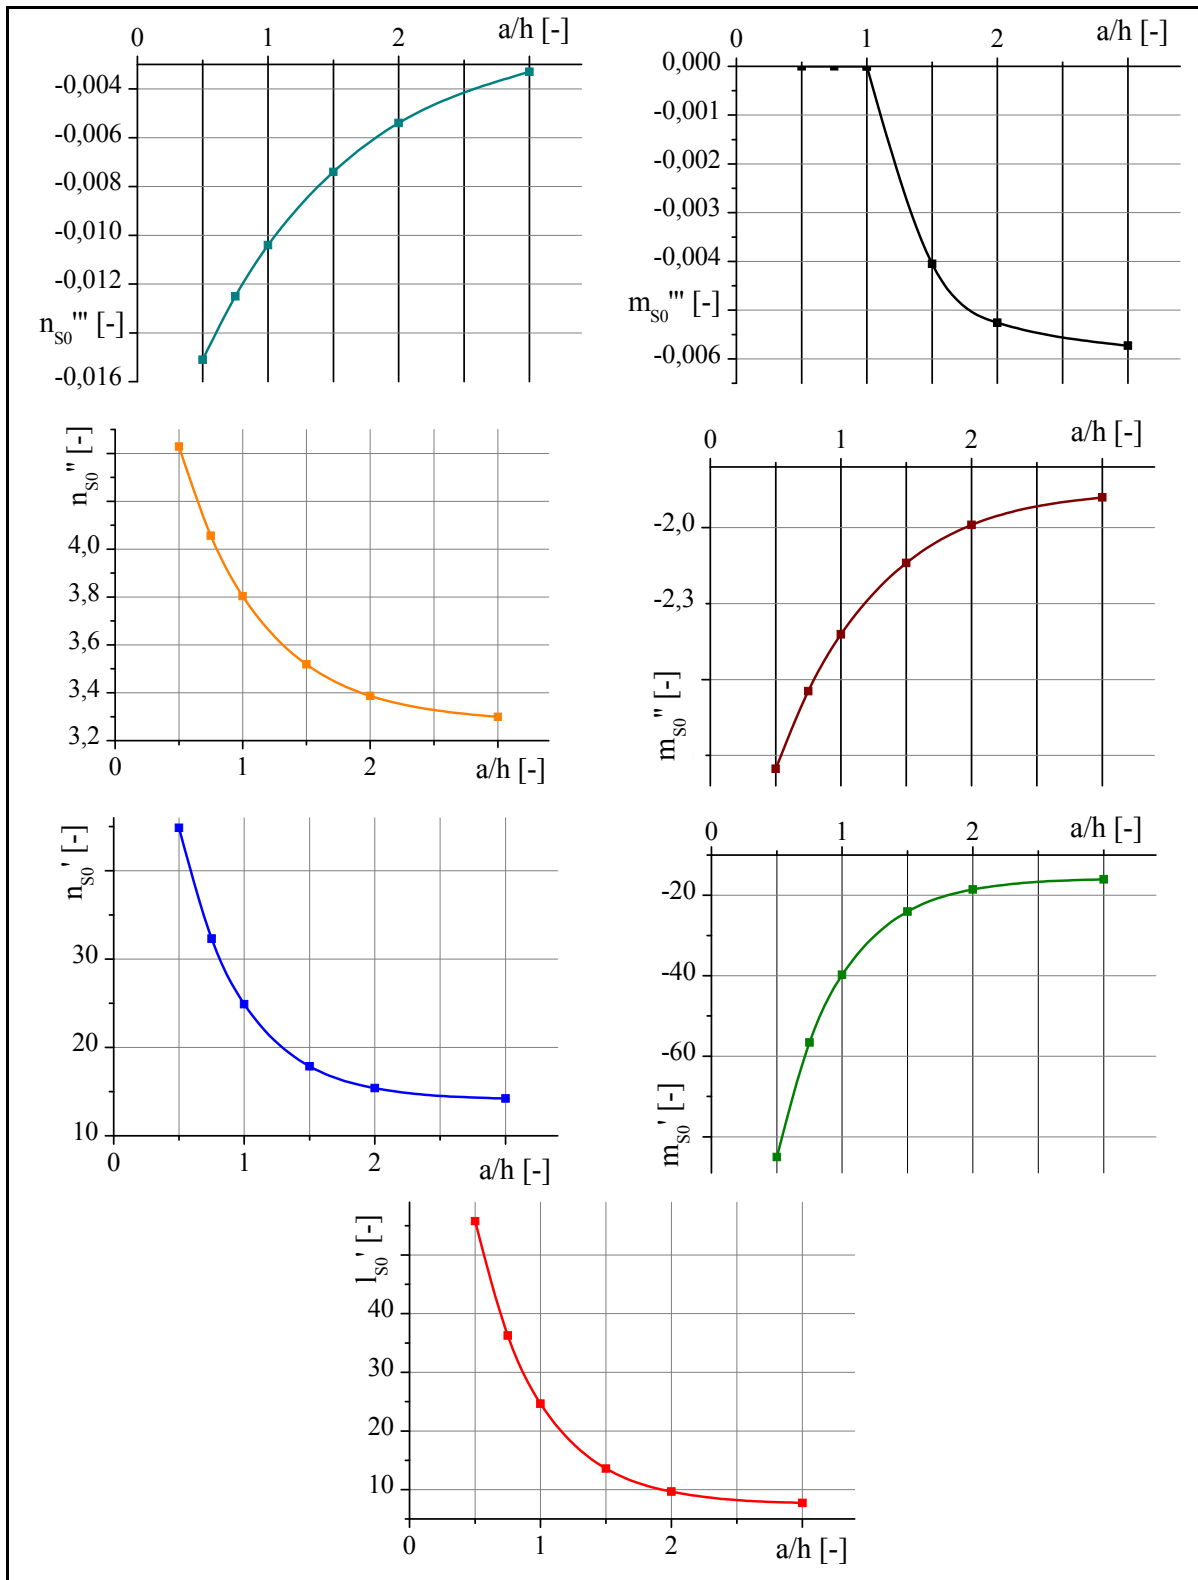 0 1 2 a/h [-]
-0,004
-0,006
-0,008
-0,010
-0,012
n_S0''' [-]
-0,016
0 1 2 a/h [-]
0,000
-0,001
-0,002
-0,003
-0,004
m_S0''' [-]
-0,006
n_S0'' [-]
4,0
3,8
3,6
3,4
3,2
0 1 2 a/h [-]
0 1 2 a/h [-]
-2,0
-2,3
m_S0'' [-]
n_S0' [-]
30
20
10
0 1 2 a/h [-]
0 1 2 a/h [-]
-20
-40
-60
m_S0' [-]
l_S0' [-]
40
30
20
10
0 1 2 a/h [-]